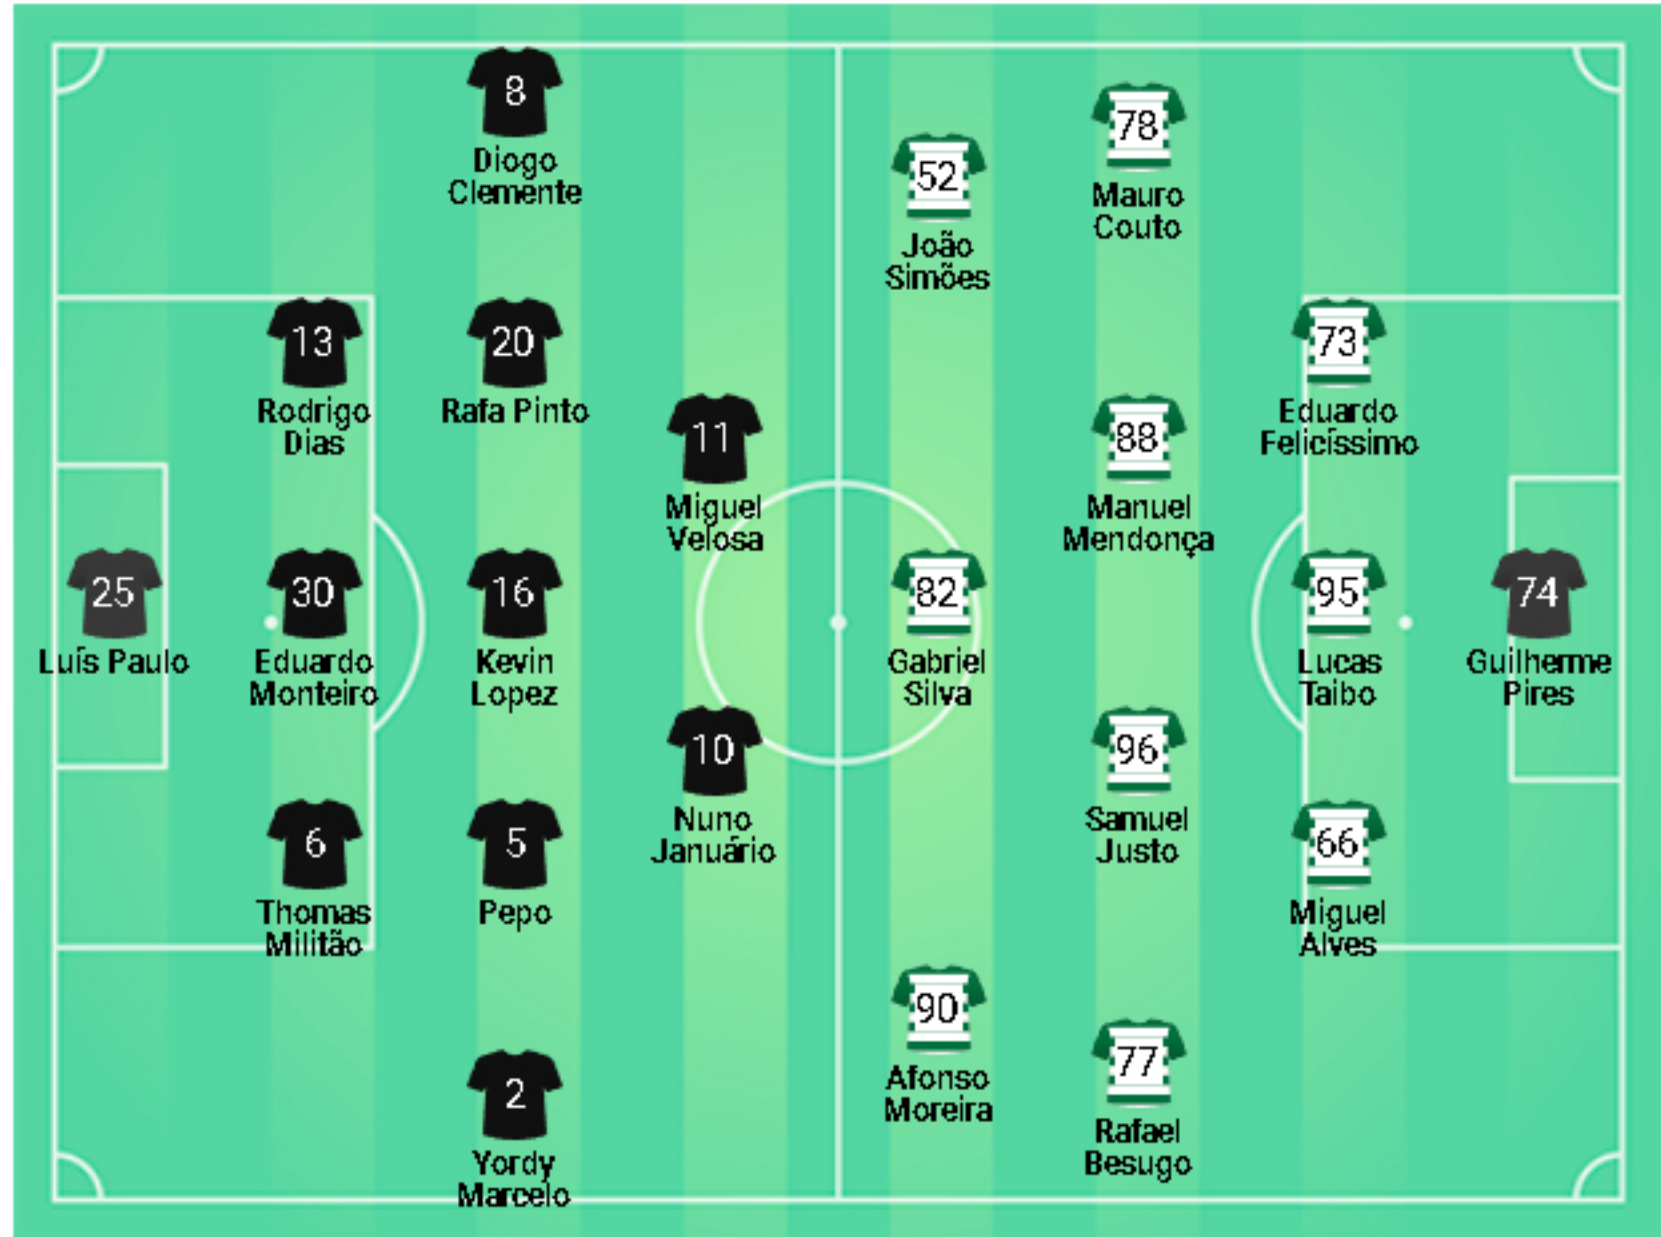 8
Diogo
Clemente
13
Rodrigo
Dias
20
Rafa Pinto
11
Miguel
Velosa
25
Luís Paulo
30
Eduardo
Monteiro
16
Kevin
Lopez
10
Nuno
Januário
6
Thomas
Militão
5
Pepo
2
Yordy
Marcelo
52
João
Simões
78
Mauro
Couto
73
Eduardo
Felicíssimo
88
Manuel
Mendonça
82
Gabriel
Silva
95
Lucas
Taibo
74
Guilherme
Pires
96
Samuel
Justo
66
Miguel
Alves
90
Afonso
Moreira
77
Rafael
Besugo